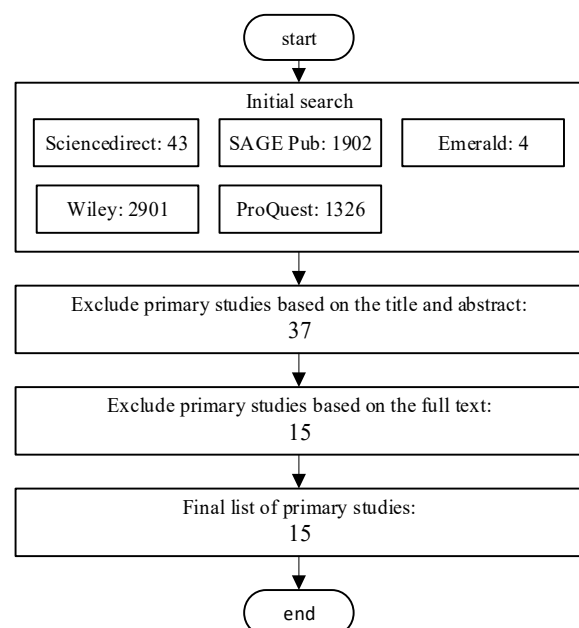 start
Initial search
Sciencedirect: 43
SAGE Pub: 1902
Emerald: 4
Wiley: 2901
ProQuest: 1326
Exclude primary studies based on the title and abstract:
37
Exclude primary studies based on the full text:
15
Final list of primary studies:
15
end